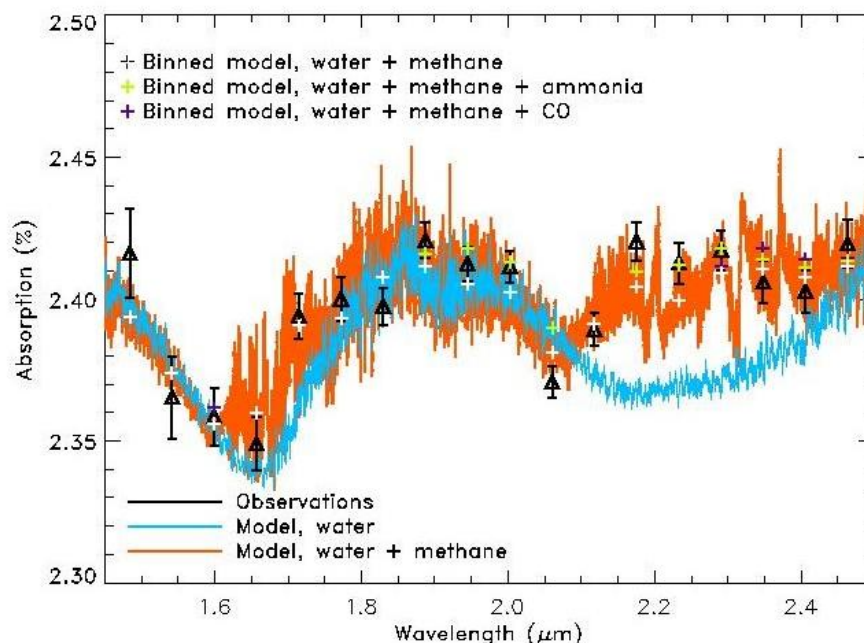 2.50
+ Binned model, water + methane
+ Binned model, water + methane + ammonia
+ Binned model, water + methane + CO
2.45
2.40
2.35
2.30
Absorption (%)
Observations
Model, water
Model, water + methane
1.6 1.8 2.0 2.2 2.4
Wavelength (μm)